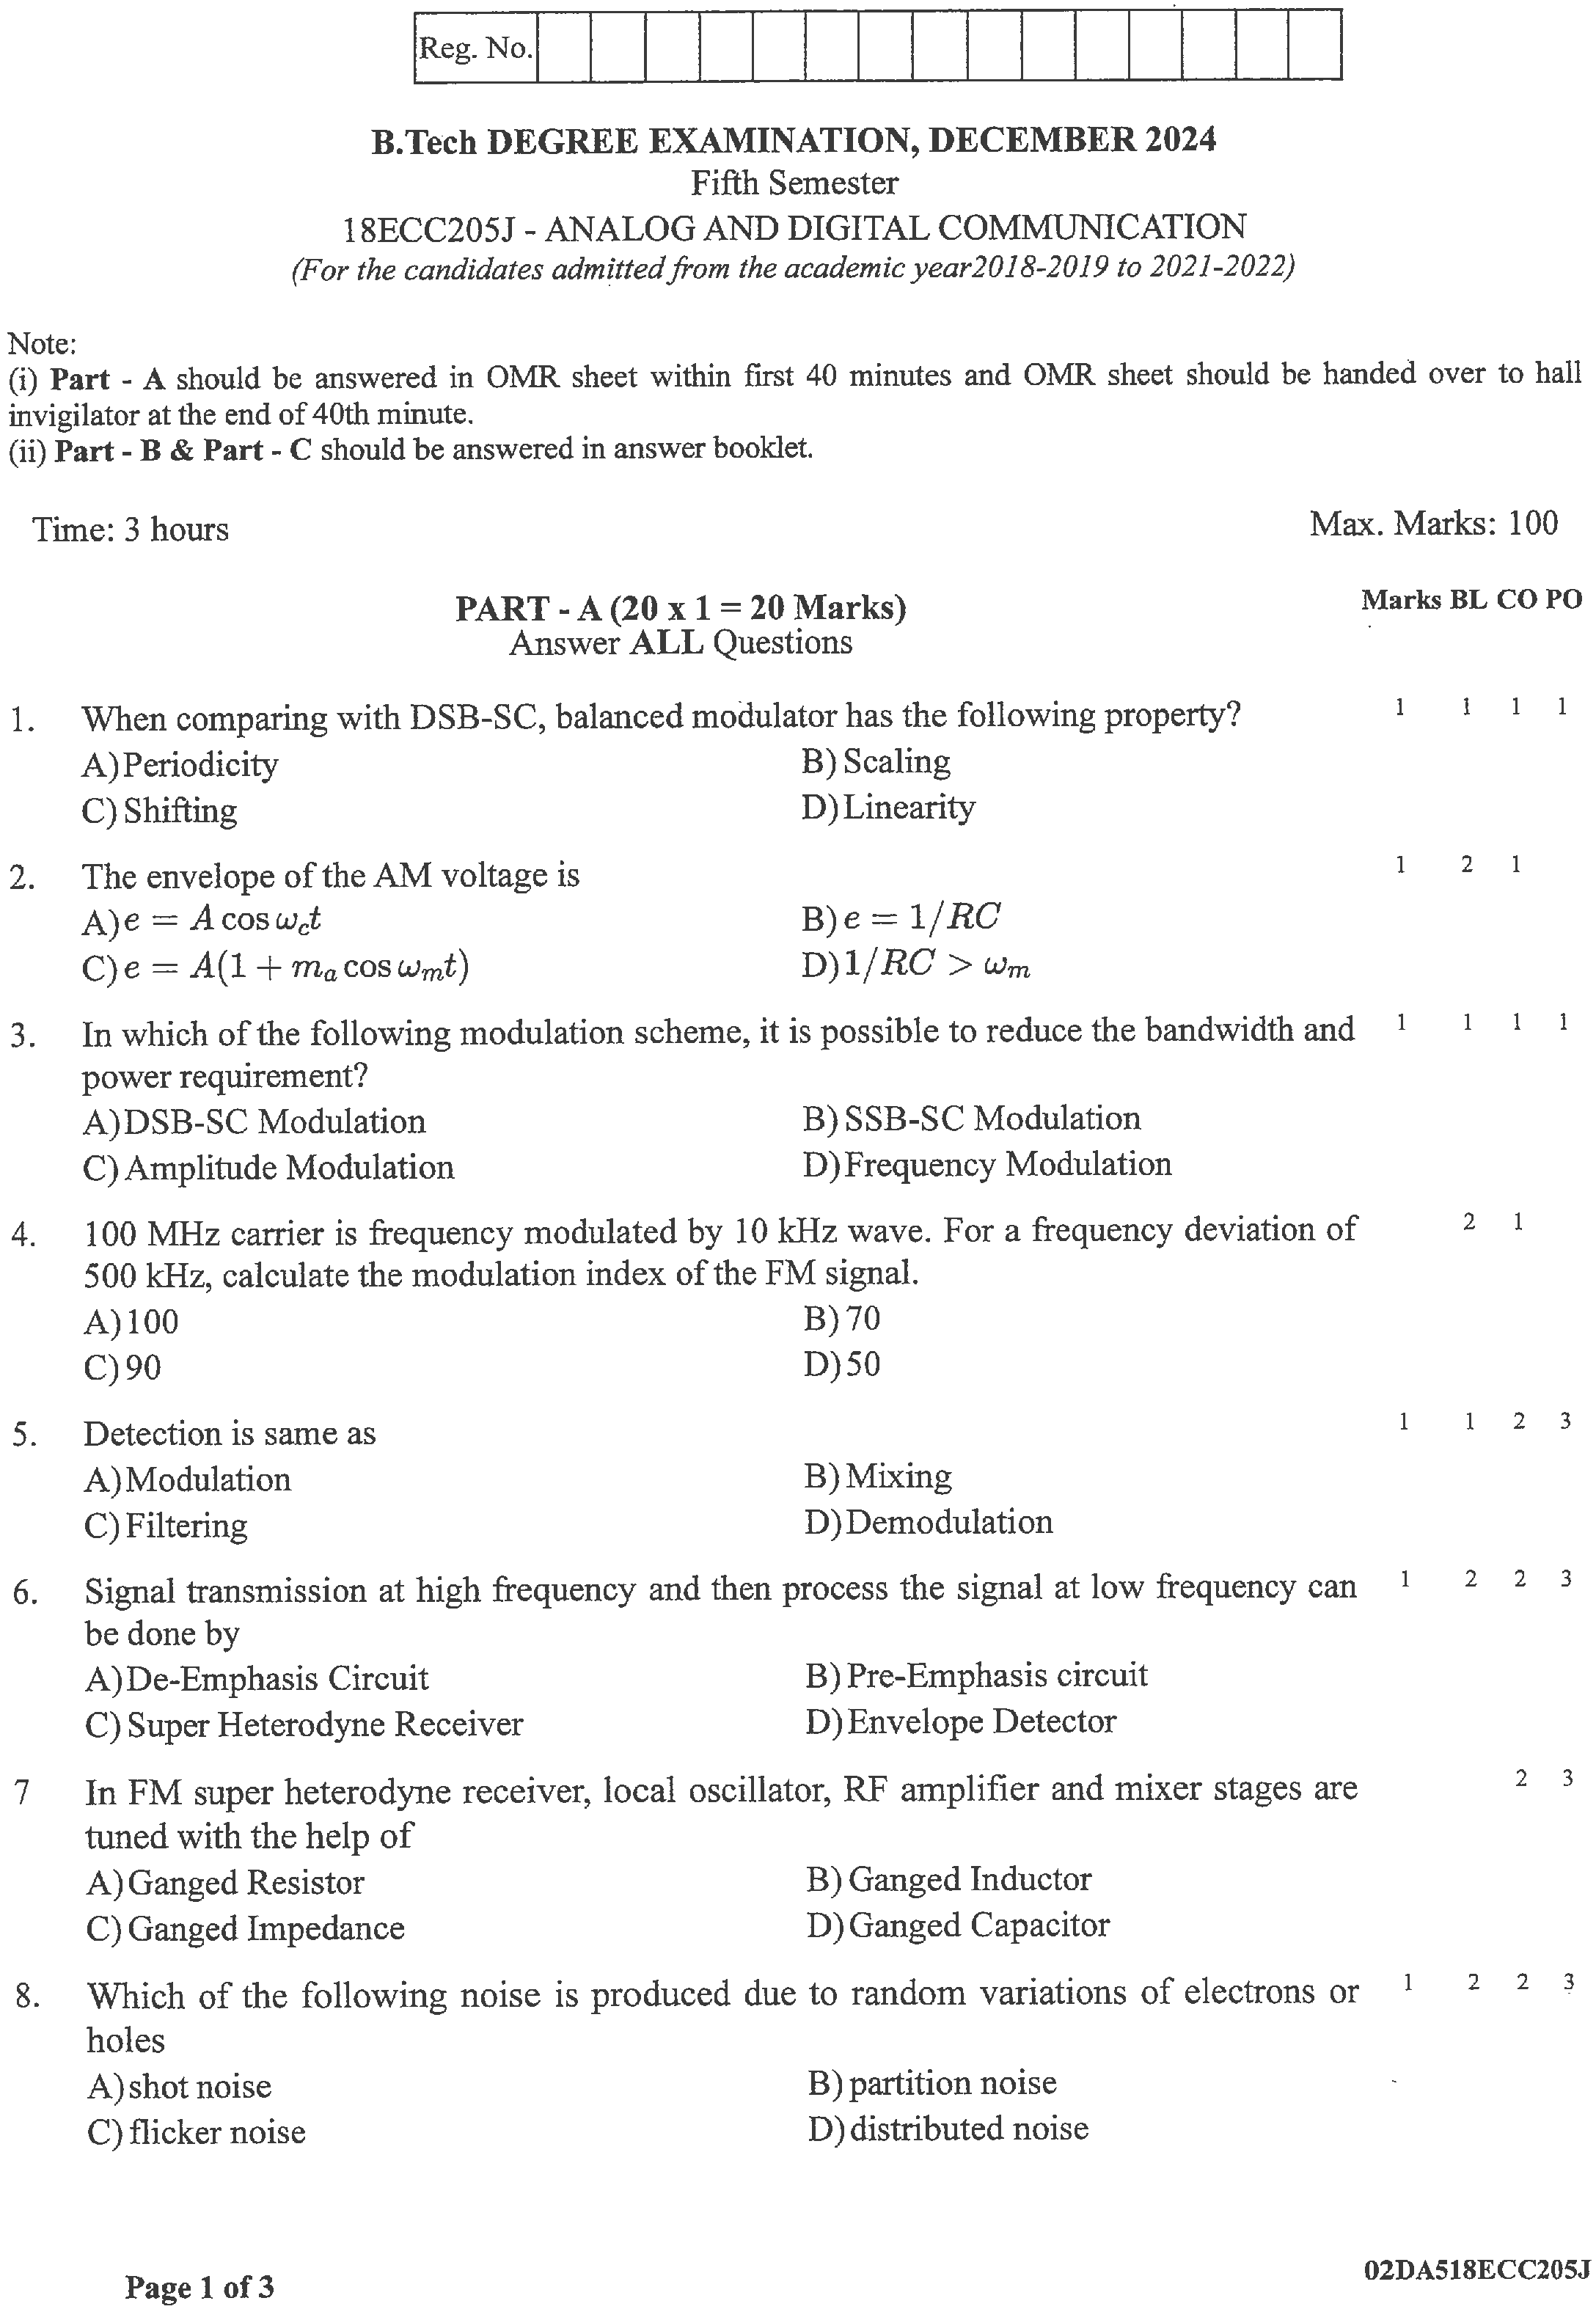 Reg. No.
B.Tech DEGREE EXAMINATION, DECEMBER 2024
Fifth Semester
18ECC205J - ANALOG AND DIGITAL COMMUNICATION
(For the candidates admitted from the academic year2018-2019 to 2021-2022)
Note:
(i) Part - A should be answered in OMR sheet within first 40 minutes and OMR sheet should be handed over to hall
invigilator at the end of 40th minute.
(ii) Part - B & Part - C should be answered in answer booklet.
Time: 3 hours Max. Marks: 100
PART - A (20 x 1 = 20 Marks) Marks BL CO PO
Answer ALL Questions
1. When comparing with DSB-SC, balanced modulator has the following property? 1 1 1 1
A) Periodicity B) Scaling
C) Shifting D) Linearity
2. The envelope of the AM voltage is 1 2 1
A) e = A cos ω_c t B) e = 1/RC
C) e = A(1 + m_a cos ω_m t) D) 1/RC > ω_m
3. In which of the following modulation scheme, it is possible to reduce the bandwidth and 1 1 1 1
power requirement?
A) DSB-SC Modulation B) SSB-SC Modulation
C) Amplitude Modulation D) Frequency Modulation
4. 100 MHz carrier is frequency modulated by 10 kHz wave. For a frequency deviation of 2 1
500 kHz, calculate the modulation index of the FM signal.
A) 100 B) 70
C) 90 D) 50
5. Detection is same as 1 1 2 3
A) Modulation B) Mixing
C) Filtering D) Demodulation
6. Signal transmission at high frequency and then process the signal at low frequency can 1 2 2 3
be done by
A) De-Emphasis Circuit B) Pre-Emphasis circuit
C) Super Heterodyne Receiver D) Envelope Detector
7 In FM super heterodyne receiver, local oscillator, RF amplifier and mixer stages are 2 3
tuned with the help of
A) Ganged Resistor B) Ganged Inductor
C) Ganged Impedance D) Ganged Capacitor
8. Which of the following noise is produced due to random variations of electrons or 1 2 2 3
holes
A) shot noise B) partition noise
C) flicker noise D) distributed noise
Page 1 of 3 02DA518ECC205J